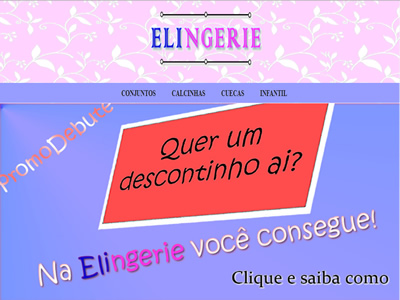 ELINGERIE
CONJUNTOS CALCINHAS CUECAS INFANTIL
PromoDebute
Quer um
descontinho ai?
Na Elingerie você consegue!
Clique e saiba como